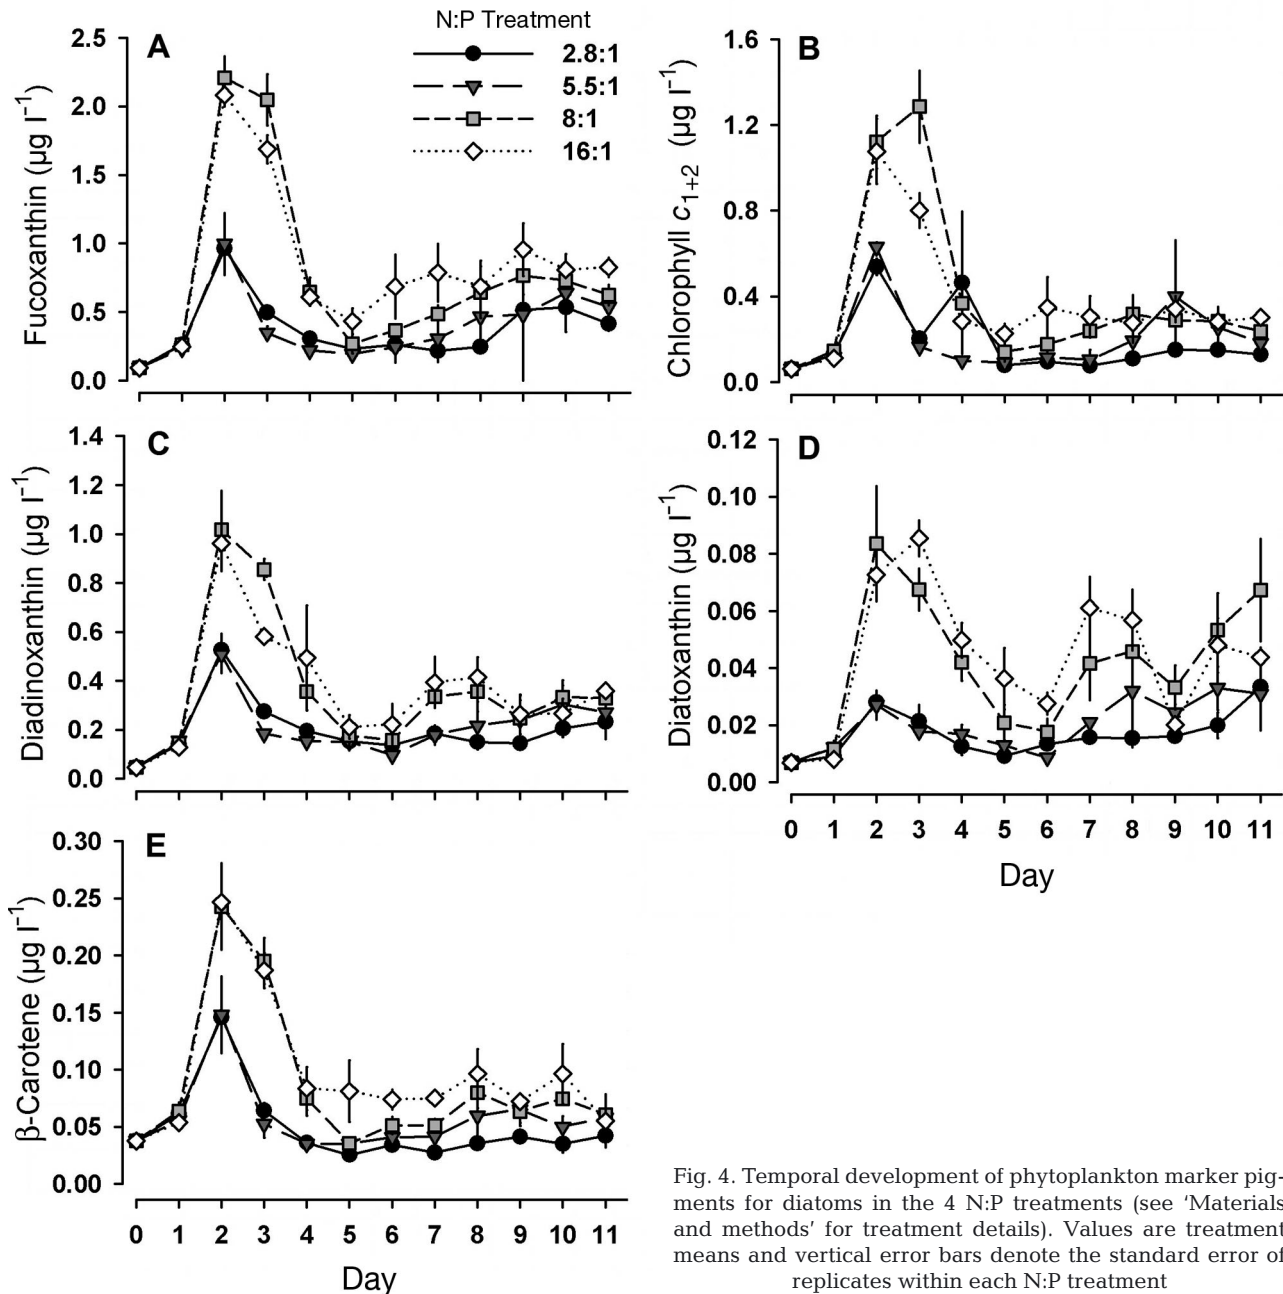 N:P Treatment
2.8:1
5.5:1
8:1
16:1
A
Fucoxanthin (µg l⁻¹)
2.5
2.0
1.5
1.0
0.5
0.0
B
Chlorophyll c₁₊₂ (µg l⁻¹)
1.6
1.2
0.8
0.4
0.0
C
Diadinoxanthin (µg l⁻¹)
1.4
1.2
1.0
0.8
0.6
0.4
0.2
0.0
D
Diatoxanthin (µg l⁻¹)
0.12
0.10
0.08
0.06
0.04
0.02
0.00
0 1 2 3 4 5 6 7 8 9 10 11
Day
E
β-Carotene (µg l⁻¹)
0.30
0.25
0.20
0.15
0.10
0.05
0.00
0 1 2 3 4 5 6 7 8 9 10 11
Day
Fig. 4. Temporal development of phytoplankton marker pig-
ments for diatoms in the 4 N:P treatments (see ‘Materials
and methods’ for treatment details). Values are treatment
means and vertical error bars denote the standard error of
replicates within each N:P treatment